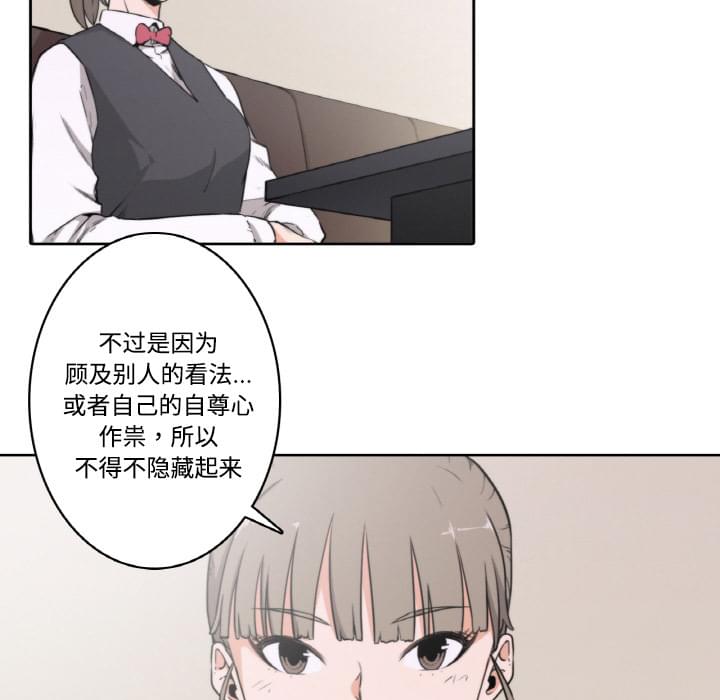 不过是因为
顾及别人的看法...
或者自己的自尊心
作祟，所以
不得不隐藏起来